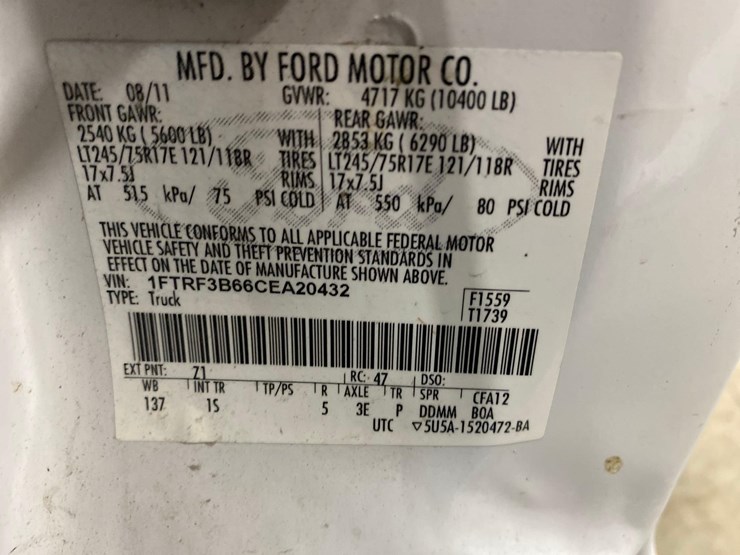 MFD. BY FORD MOTOR CO.
DATE: 08/11 GVWR: 4717 KG (10400 LB)
FRONT GAWR: REAR GAWR:
2540 KG ( 5600 LB) WITH 2853 KG ( 6290 LB) WITH
LT245/75R17E 121/118R TIRES LT245/75R17E 121/118R TIRES
17x7.5J RIMS 17x7.5J RIMS
AT 515 kPa/ 75 PSI COLD AT 550 kPa/ 80 PSI COLD
THIS VEHICLE CONFORMS TO ALL APPLICABLE FEDERAL MOTOR
VEHICLE SAFETY AND THEFT PREVENTION STANDARDS IN
EFFECT ON THE DATE OF MANUFACTURE SHOWN ABOVE.
VIN: 1FTRF3B66CEA20432 F1559
TYPE: Truck T1739
EXT PNT: Z1 RC: 47 DSO:
WB INT TR TP/PS R AXLE TR SPR CFA12
137 1S 5 3E P DDMM BOA
UTC ▽5U5A-1520472-BA